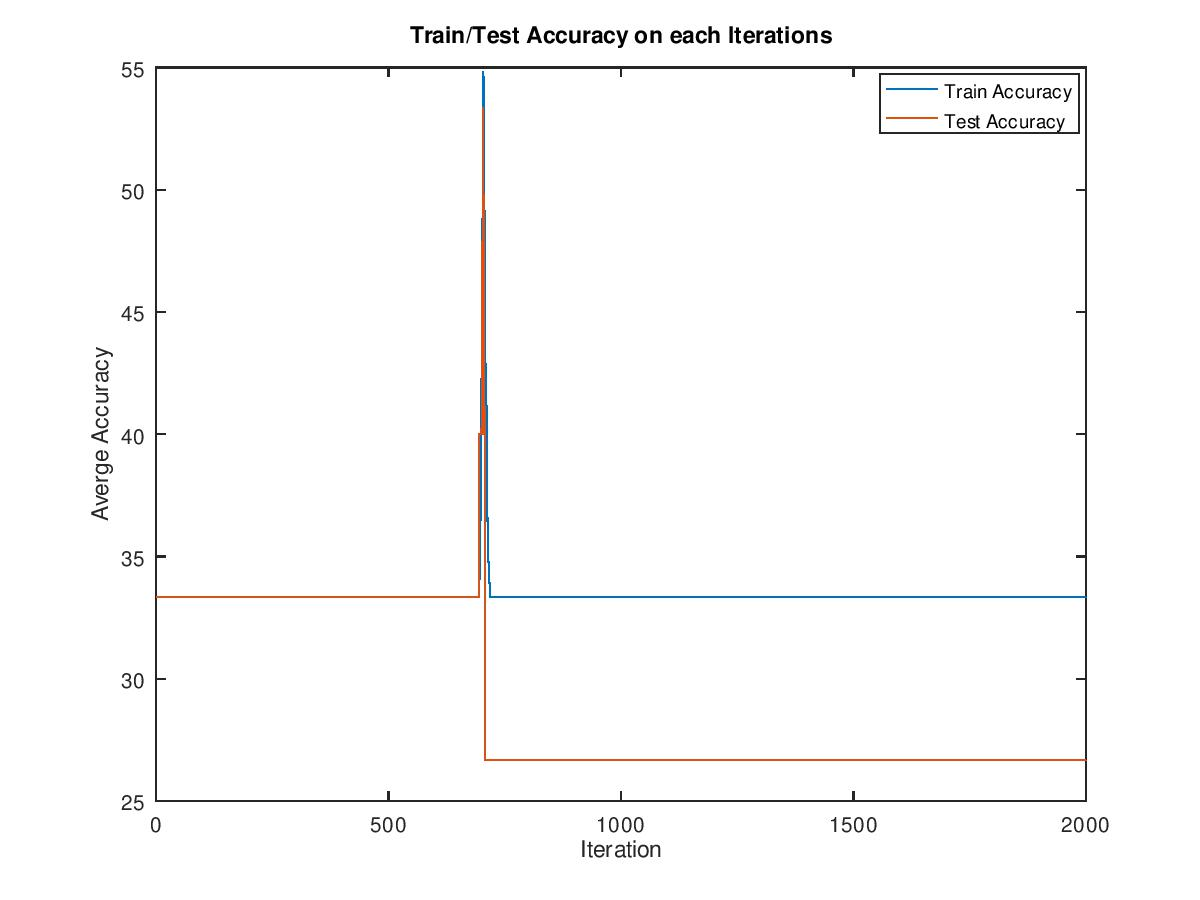 Train/Test Accuracy on each Iterations
55
50
45
40
35
30
25
Averge Accuracy
Train Accuracy
Test Accuracy
0 500 1000 1500 2000
Iteration